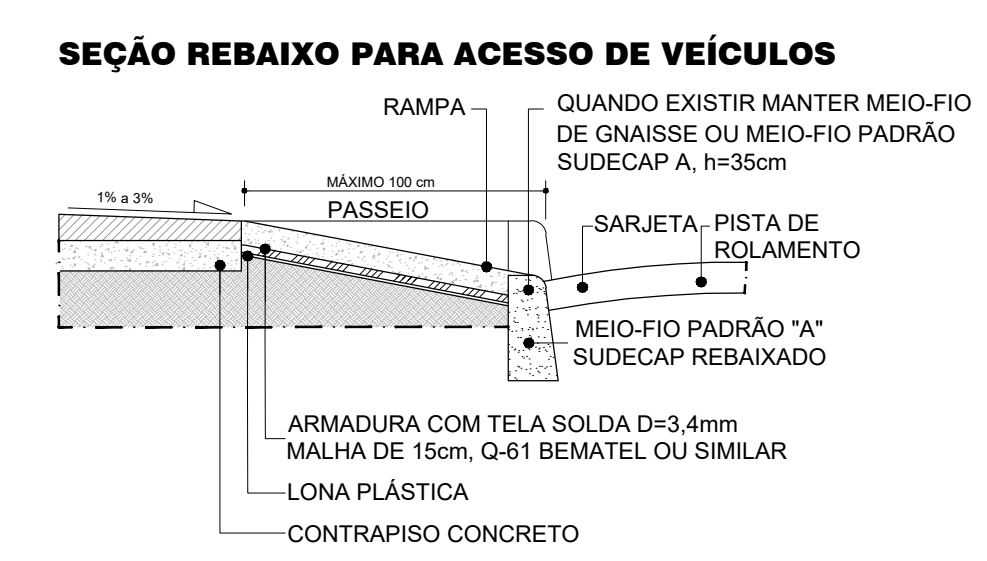 SEÇÃO REBAIXO PARA ACESSO DE VEÍCULOS
RAMPA
QUANDO EXISTIR MANTER MEIO-FIO
DE GNAISSE OU MEIO-FIO PADRÃO
SUDECAP A, h=35cm
MÁXIMO 100 cm
1% a 3%
PASSEIO
SARJETA
PISTA DE
ROLAMENTO
MEIO-FIO PADRÃO "A"
SUDECAP REBAIXADO
ARMADURA COM TELA SOLDA D=3,4mm
MALHA DE 15cm, Q-61 BEMATEL OU SIMILAR
LONA PLÁSTICA
CONTRAPISO CONCRETO